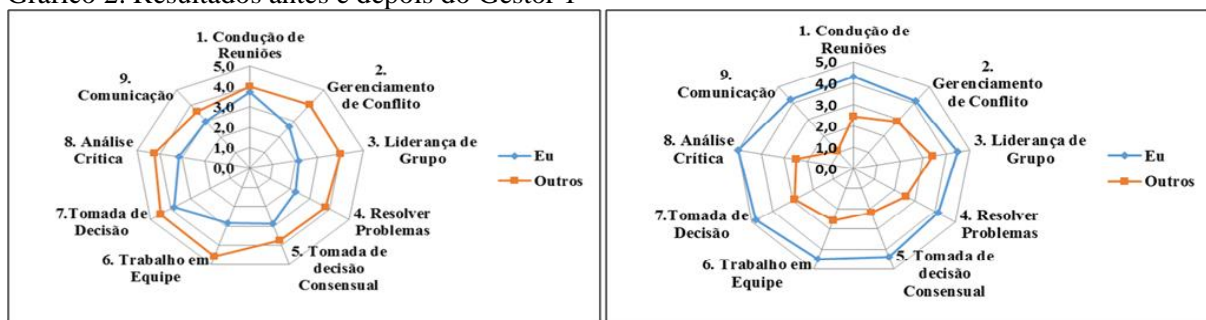 Gráfico 2: Resultados antes e depois do Gestor 1
1. Condução de
Reuniões
5,0
4,0
3,0
2,0
1,0
0,0
2.
Gerenciamento
de Conflito
3. Liderança de
Grupo
4. Resolver
Problemas
5. Tomada de
decisão
Consensual
6. Trabalho em
Equipe
7.Tomada de
Decisão
8. Análise
Crítica
9.
Comunicação
Eu
Outros
1. Condução de
Reuniões
5,0
4,0
3,0
2,0
1,0
0,0
2.
Gerenciamento
de Conflito
3. Liderança de
Grupo
4. Resolver
Problemas
5. Tomada de
decisão
Consensual
6. Trabalho em
Equipe
7.Tomada de
Decisão
8. Análise
Crítica
9.
Comunicação
Eu
Outros